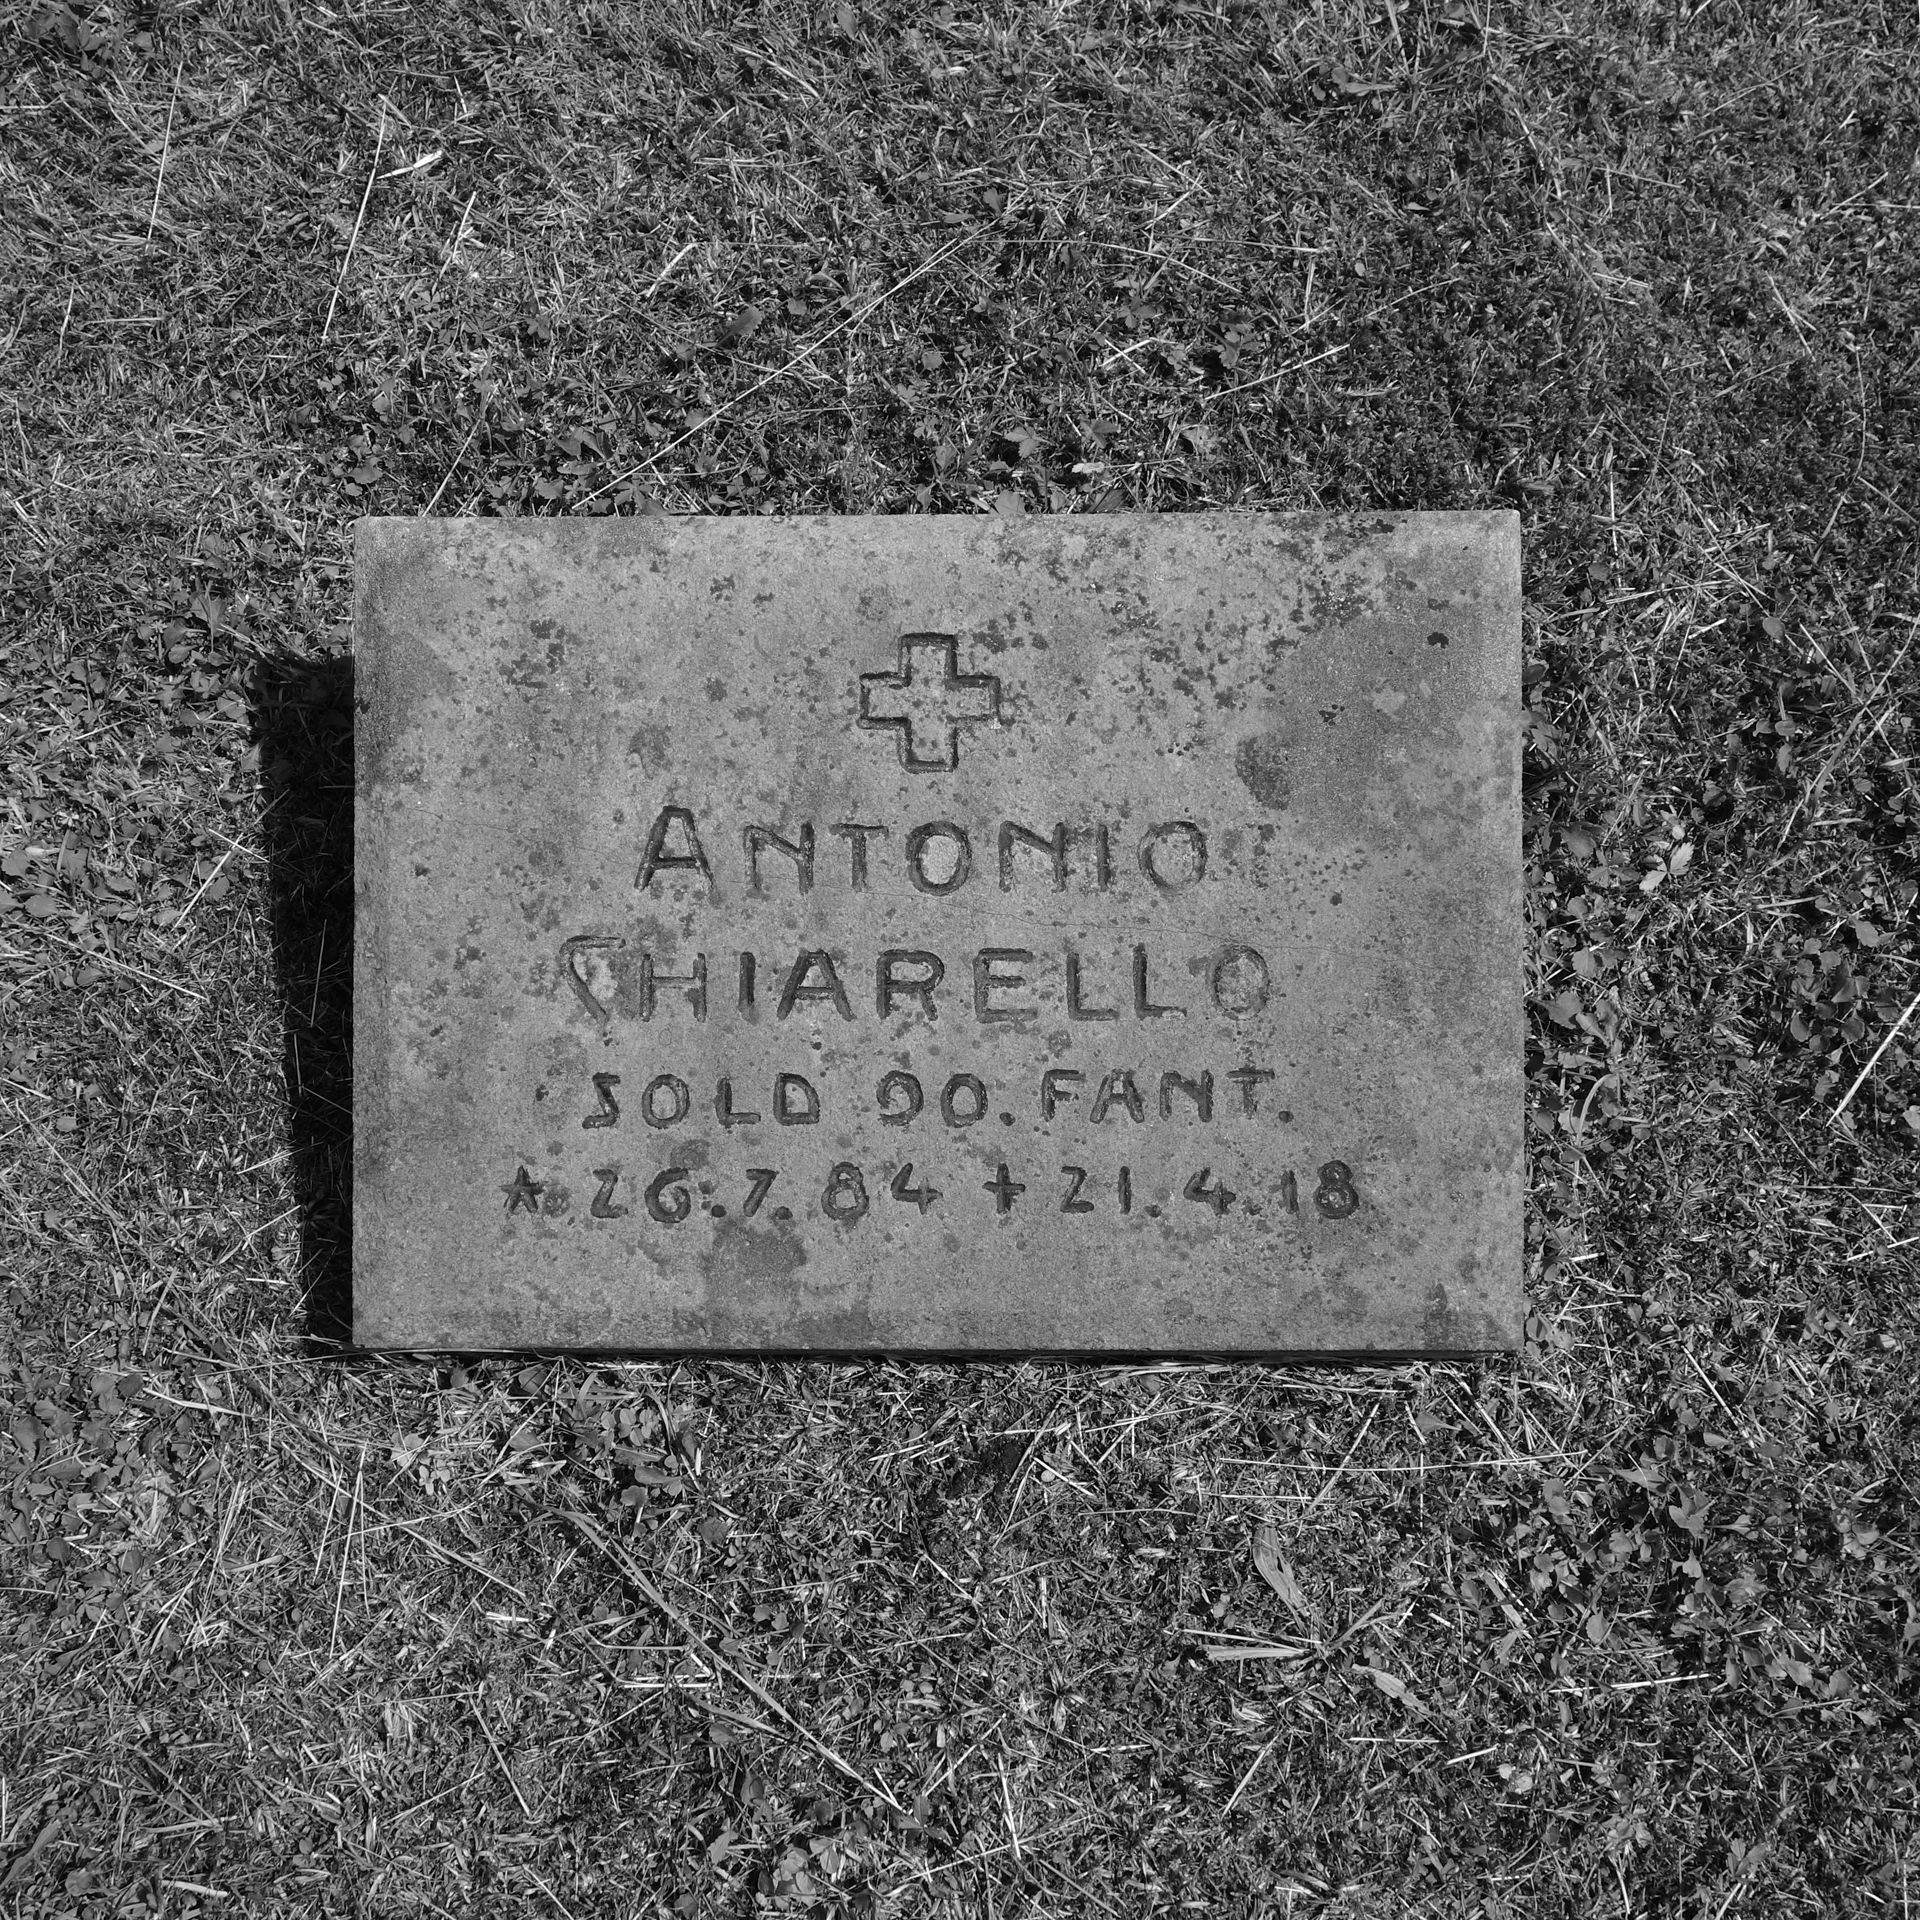 ANTONIO
CHIARELLO
SOLD 90. FANT.
* 26.7.84 + 21.4.18